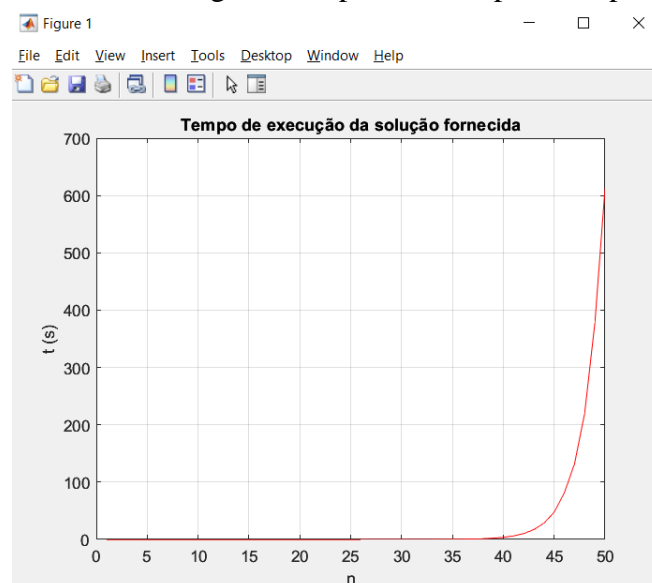 Figure 1
File Edit View Insert Tools Desktop Window Help
Tempo de execução da solução fornecida
700
600
500
400
300
200
100
0
t (s)
0 5 10 15 20 25 30 35 40 45 50
n